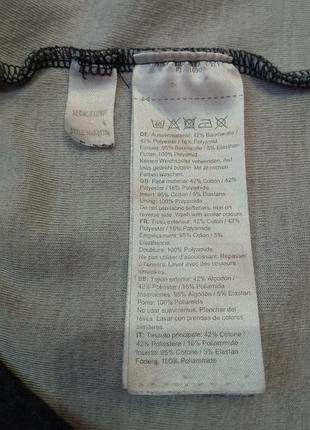 DE: Aussenmaterial: 42% Baumwolle /
42% Polyester / 16% Polyamid
Einsatz: 95% Baumwolle / 5% Elasthan
Futter: 100% Polyamid
Keinen Weichspüler verwenden. Auf
links gedreht bügeln. Mit ähnlichen
Farben waschen.
GB: Face material: 42% Cotton / 42%
Polyester / 16% Polyamide
Inserts: 95% Cotton / 5% Elastane
Lining: 100% Polyamide
Do not use fabric softeners. Iron on
reverse side. Wash with similar colours.
FR: Tissu extérieur: 42% Coton / 42%
Polyester / 16% Polyamide
Empiècement: 95% Coton / 5%
Elasthanne
Doublure: 100% Polyamide
Ne pas utiliser d'adoucissant. Repasser
à l'envers. Laver avec des couleurs
similaires.
ES: Tejido exterior: 42% Algodón /
42% Poliéster / 16% Poliamida
Inserciones: 95% Algodón / 5% Elastán
Forro: 100% Poliamida
No usar suavizantes. Planchar del
revés. Lavar con prendas de colores
similares.
IT: Tessuto principale: 42% Cotone /
42% Poliestere / 16% Poliammide
Inserti: 95% Cotone / 5% Elastan
Fodera: 100% Poliammide